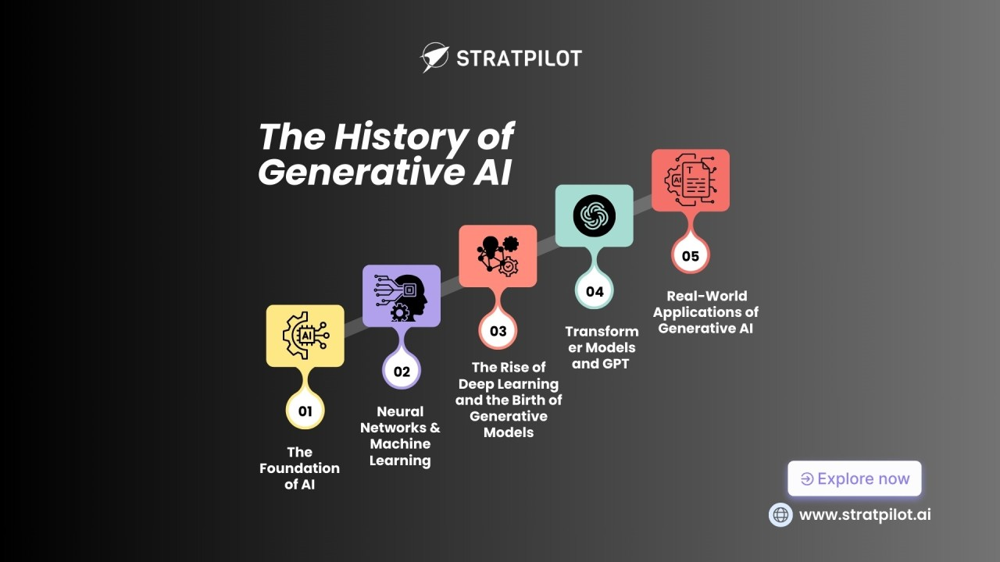 STRATPILOT
The History of
Generative AI
AI
01
The
Foundation
of AI
02
Neural
Networks &
Machine
Learning
03
The Rise of
Deep Learning
and the Birth of
Generative
Models
04
Transform
er Models
and GPT
AI
T
05
Real-World
Applications of
Generative AI
Explore now
www.stratpilot.ai